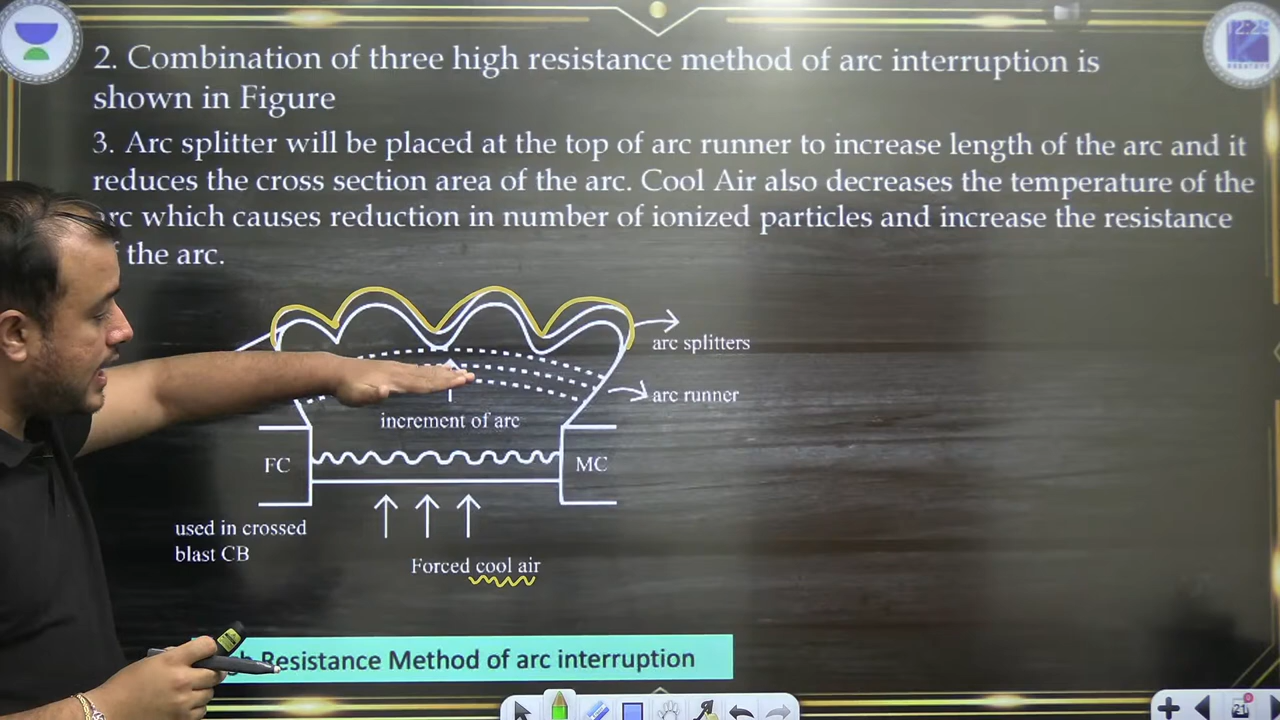 2. Combination of three high resistance method of arc interruption is
shown in Figure
3. Arc splitter will be placed at the top of arc runner to increase length of the arc and it
reduces the cross section area of the arc. Cool Air also decreases the temperature of the
arc which causes reduction in number of ionized particles and increase the resistance
the arc.
arc splitters
arc runner
increment of arc
FC
MC
used in crossed
blast CB
Forced cool air
Resistance Method of arc interruption
12:25
21